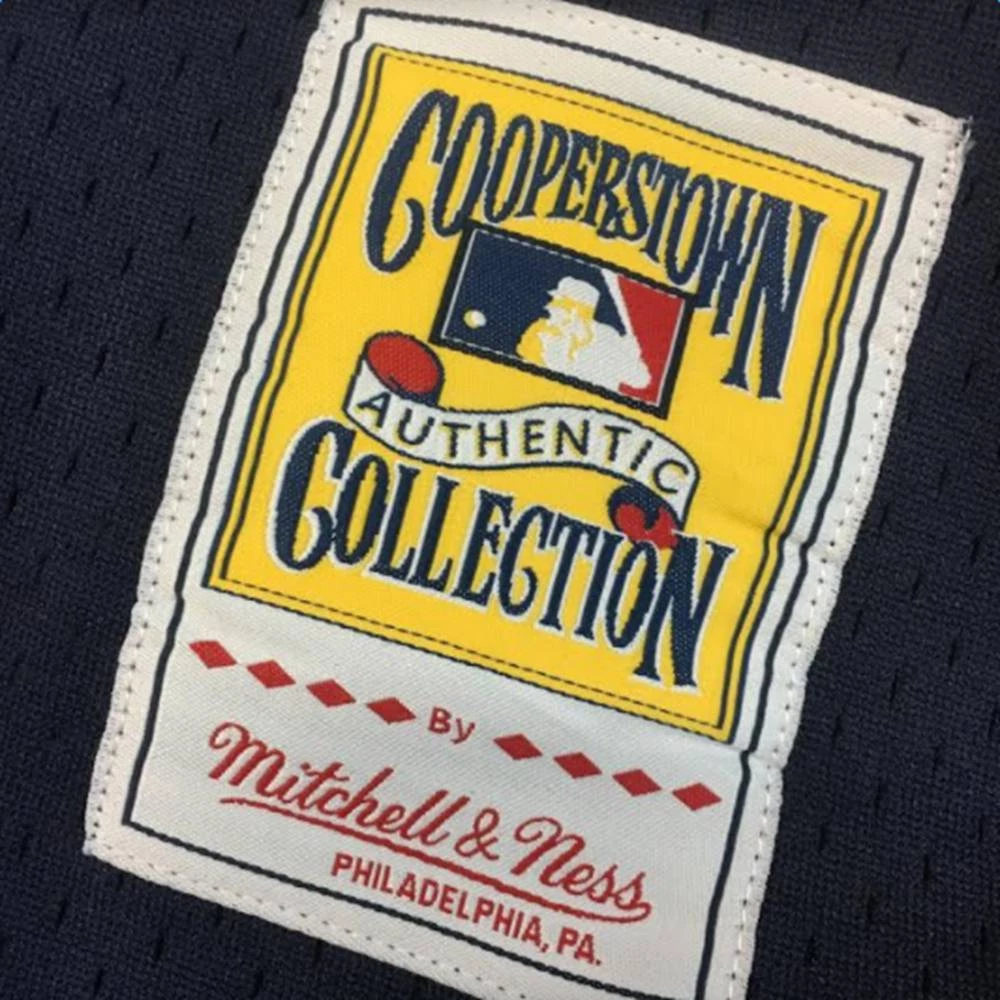 COOPERSTOWN
AUTHENTIC
COLLECTION
By
Mitchell & Ness
PHILADELPHIA, PA.